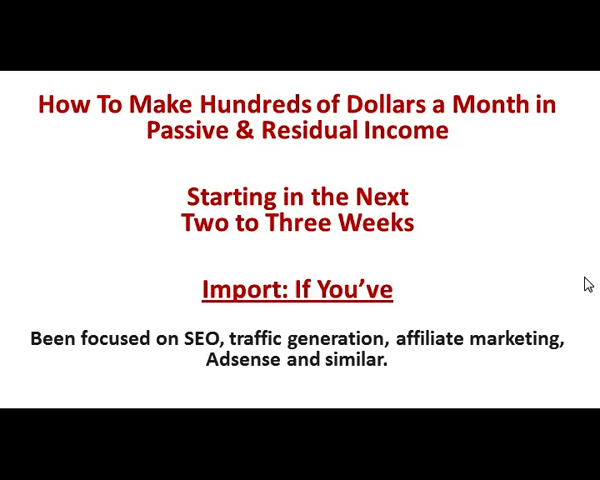 How To Make Hundreds of Dollars a Month in
Passive & Residual Income
Starting in the Next
Two to Three Weeks
Import: If You’ve
Been focused on SEO, traffic generation, affiliate marketing,
Adsense and similar.